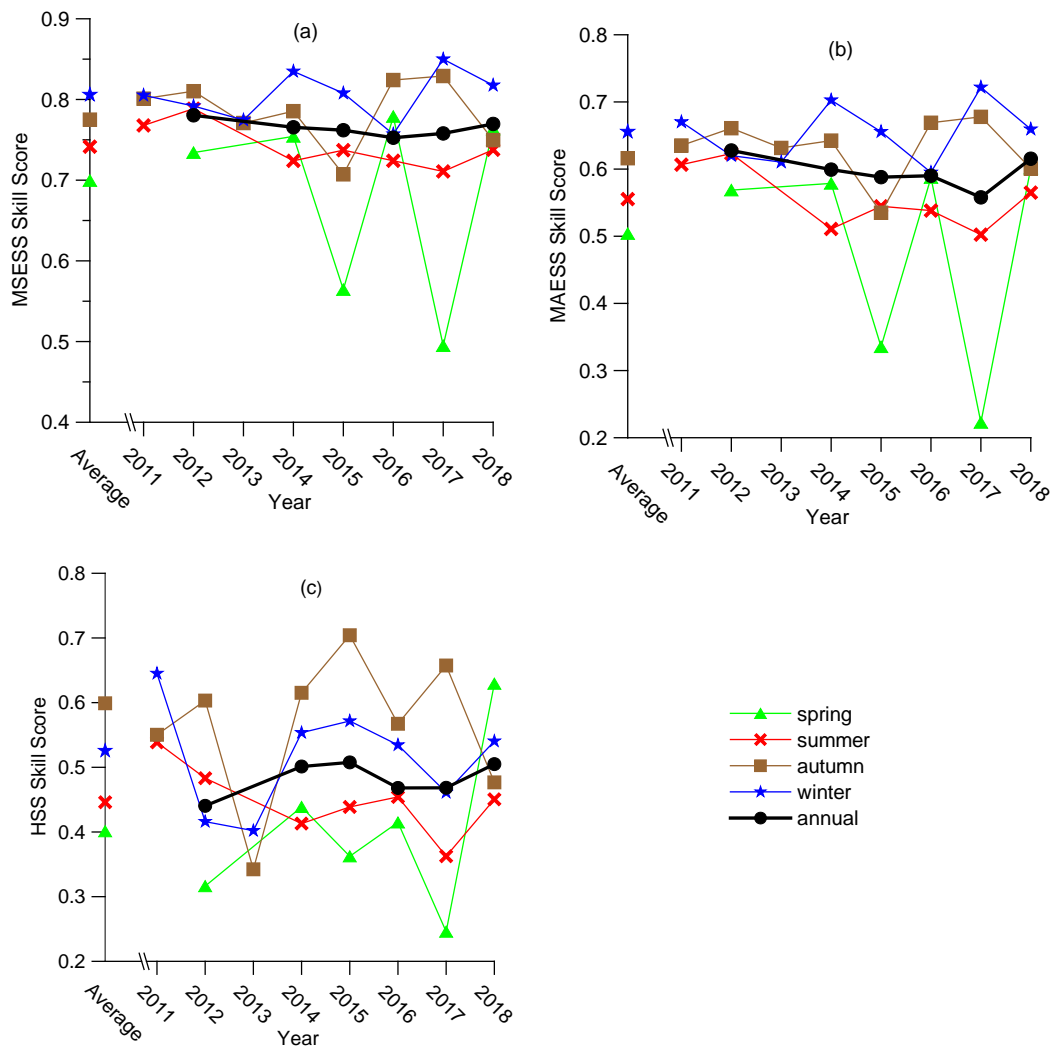 (a)
MSESS Skill Score
0.9
0.8
0.7
0.6
0.5
0.4
Average
2011
2012
2013
2014
2015
2016
2017
2018
Year
(b)
MAESS Skill Score
0.8
0.7
0.6
0.5
0.4
0.3
0.2
Average
2011
2012
2013
2014
2015
2016
2017
2018
Year
(c)
HSS Skill Score
0.8
0.7
0.6
0.5
0.4
0.3
0.2
Average
2011
2012
2013
2014
2015
2016
2017
2018
Year
spring
summer
autumn
winter
annual